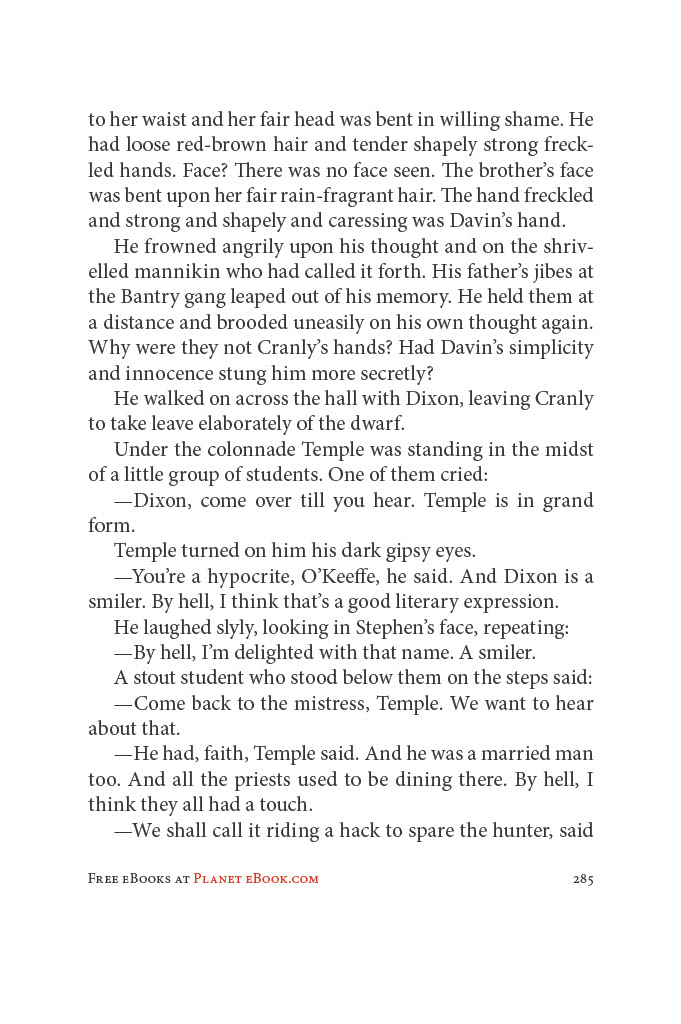 to her waist and her fair head was bent in willing shame. He
had loose red-brown hair and tender shapely strong freck-
led hands. Face? There was no face seen. The brother’s face
was bent upon her fair rain-fragrant hair. The hand freckled
and strong and shapely and caressing was Davin’s hand.
He frowned angrily upon his thought and on the shriv-
elled mannikin who had called it forth. His father’s jibes at
the Bantry gang leaped out of his memory. He held them at
a distance and brooded uneasily on his own thought again.
Why were they not Cranly’s hands? Had Davin’s simplicity
and innocence stung him more secretly?
He walked on across the hall with Dixon, leaving Cranly
to take leave elaborately of the dwarf.
Under the colonnade Temple was standing in the midst
of a little group of students. One of them cried:
—Dixon, come over till you hear. Temple is in grand
form.
Temple turned on him his dark gipsy eyes.
—You’re a hypocrite, O’Keeffe, he said. And Dixon is a
smiler. By hell, I think that’s a good literary expression.
He laughed slyly, looking in Stephen’s face, repeating:
—By hell, I’m delighted with that name. A smiler.
A stout student who stood below them on the steps said:
—Come back to the mistress, Temple. We want to hear
about that.
—He had, faith, Temple said. And he was a married man
too. And all the priests used to be dining there. By hell, I
think they all had a touch.
—We shall call it riding a hack to spare the hunter, said
Free eBooks at Planet eBook.com 285